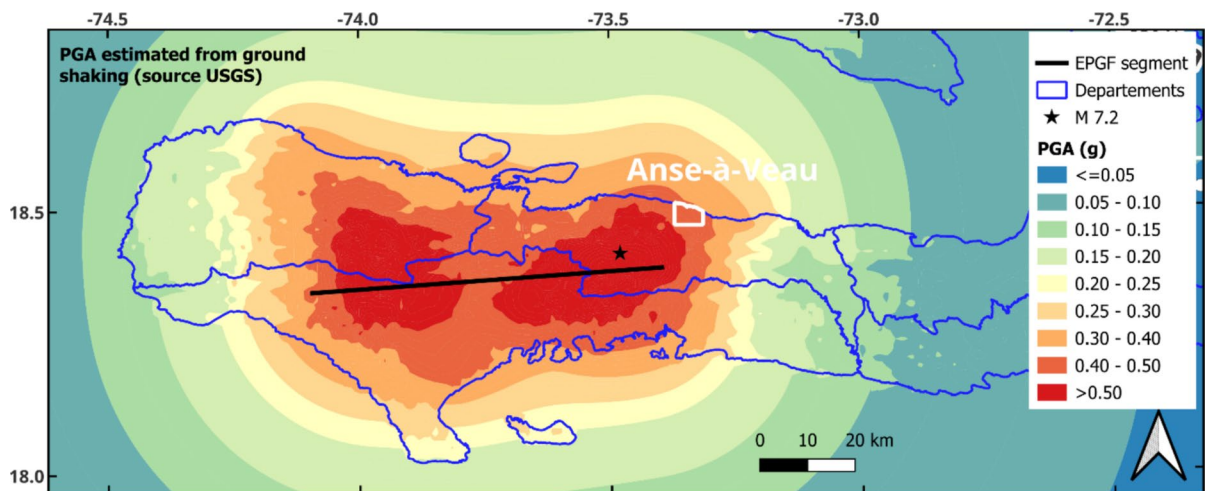 -74.5 -74.0 -73.5 -73.0 -72.5
PGA estimated from ground
shaking (source USGS)
EPGF segment
Departements
M 7.2
PGA (g)
<=0.05
0.05 - 0.10
0.10 - 0.15
0.15 - 0.20
0.20 - 0.25
0.25 - 0.30
0.30 - 0.40
0.40 - 0.50
>0.50
Anse-à-Veau
18.5
0 10 20 km
18.0